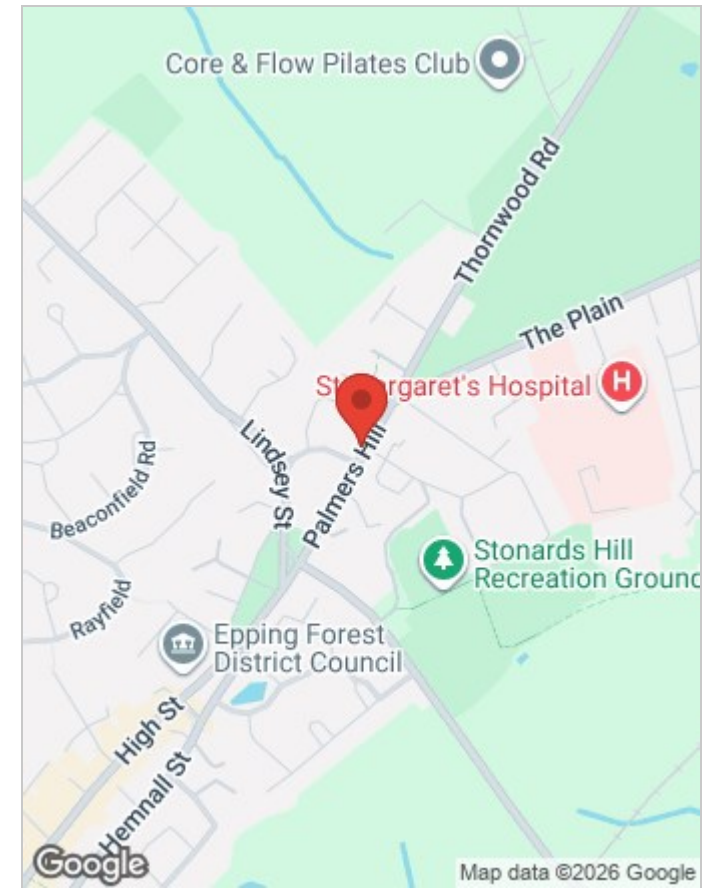 Core & Flow Pilates Club
Thornwood Rd
The Plain
St Margaret's Hospital
H
Lindsey St
Palmers Hill
Beaconfield Rd
Stonards Hill
Recreation Ground
Rayfield
Epping Forest
District Council
High St
Hemnall St
Google
Map data ©2026 Google